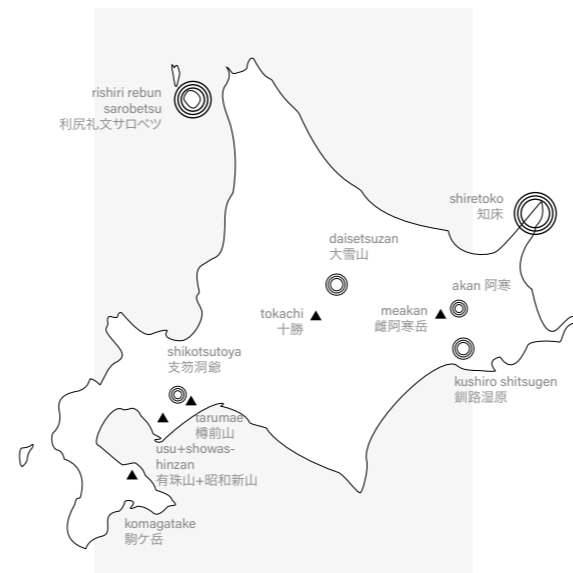 rishiri rebun
sarobetsu
利尻礼文サロベツ
shiretoko
知床
daisetsuzan
大雪山
akan 阿寒
tokachi
十勝
meakan
雌阿寒岳
shikotsutoya
支笏洞爺
kushiro shitsugen
釧路湿原
tarumae
樽前山
usu+showas-
hinzan
有珠山+昭和新山
komagatake
駒ケ岳